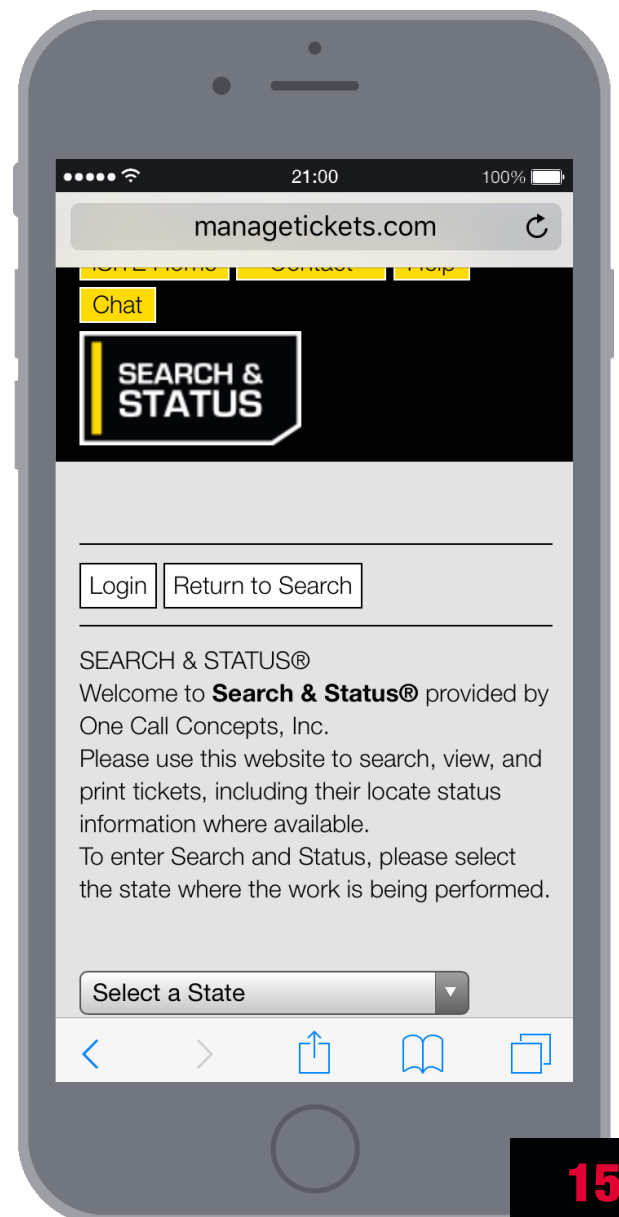 21:00 100%
managetickets.com
Contact Help
Chat
SEARCH &
STATUS
Login Return to Search
SEARCH & STATUS®
Welcome to Search & Status® provided by
One Call Concepts, Inc.
Please use this website to search, view, and
print tickets, including their locate status
information where available.
To enter Search and Status, please select
the state where the work is being performed.
Select a State
15